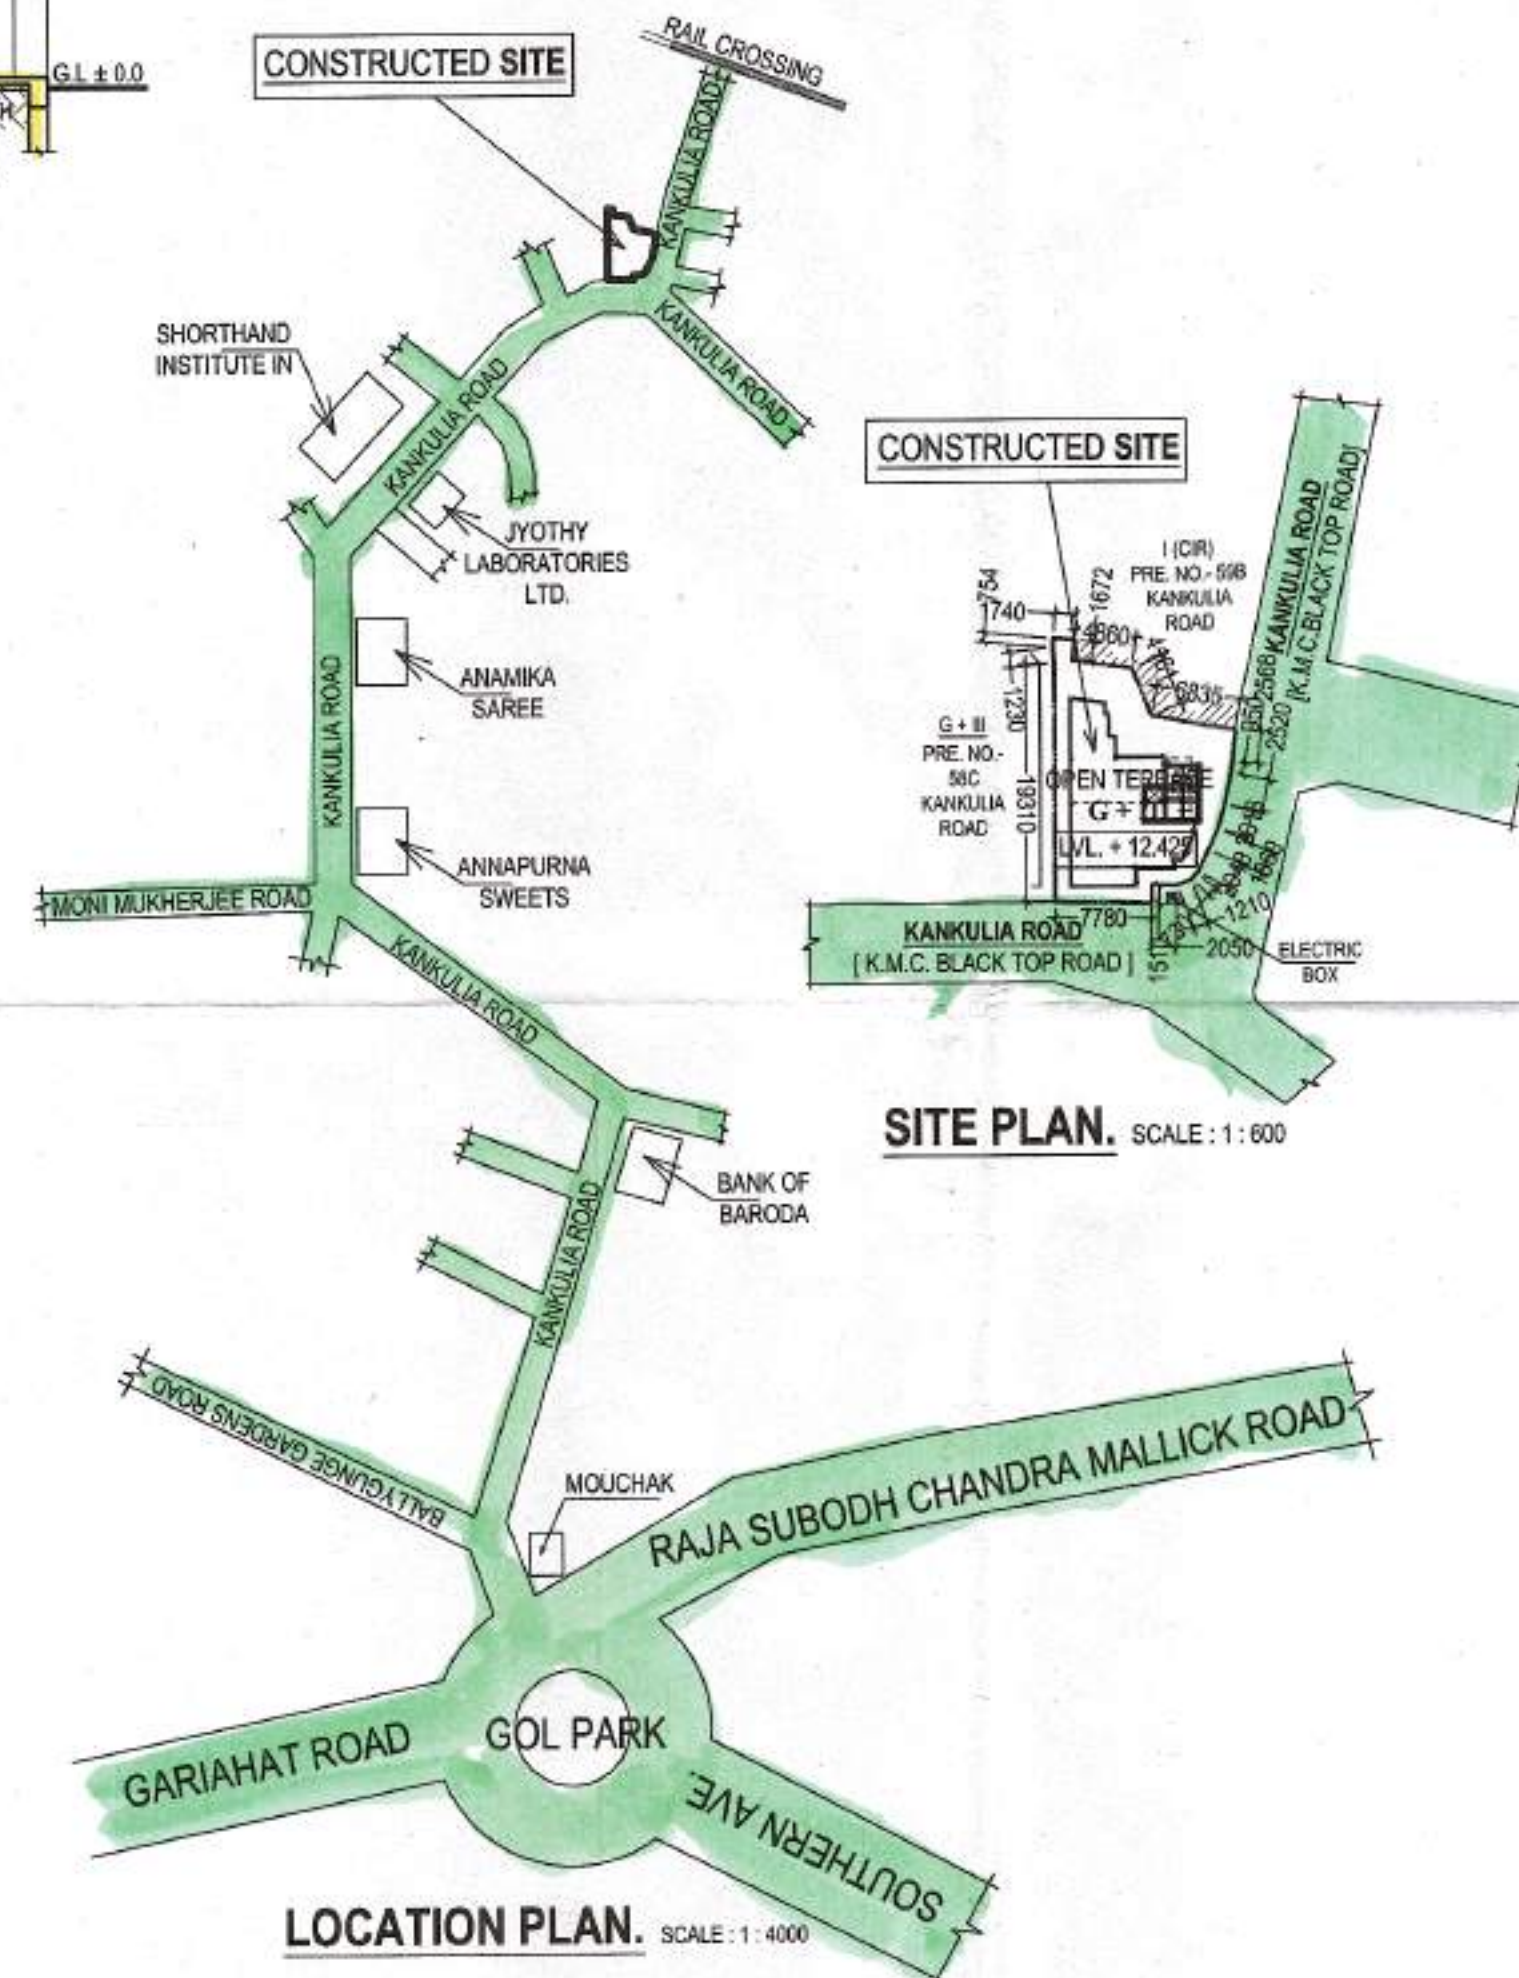 G.L ± 0.0
CONSTRUCTED SITE
RAIL CROSSING
KANKULIA ROAD
KANKULIA ROAD
SHORTHAND
INSTITUTE IN
KANKULIA ROAD
JYOTHY
LABORATORIES
LTD.
ANAMIKA
SAREE
KANKULIA ROAD
ANNAPURNA
SWEETS
MONI MUKHERJEE ROAD
KANKULIA ROAD
BANK OF
BARODA
KANKULIA ROAD
BALLYGUNGE GARDENS ROAD
MOUCHAK
RAJA SUBODH CHANDRA MALLICK ROAD
GARIAHAT ROAD
GOL PARK
SOUTHERN AVE.
LOCATION PLAN. SCALE : 1 : 4000
CONSTRUCTED SITE
I (CIR)
PRE. NO.- 59B
KANKULIA
ROAD
754
1740
1672
6835
1230
19310
G + III
PRE. NO.-
58C
KANKULIA
ROAD
OPEN TERRACE
G +
LVL. + 12.425
KANKULIA ROAD
[K.M.C.BLACK TOP ROAD]
2568
2520
7780
1210
2050
KANKULIA ROAD
[ K.M.C. BLACK TOP ROAD ]
ELECTRIC
BOX
SITE PLAN. SCALE : 1 : 600